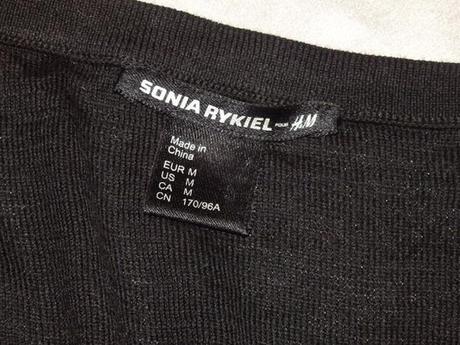 SONIA RYKIEL POUR H&M
Made in
China
EUR M
US M
CA M
CN 170/96A